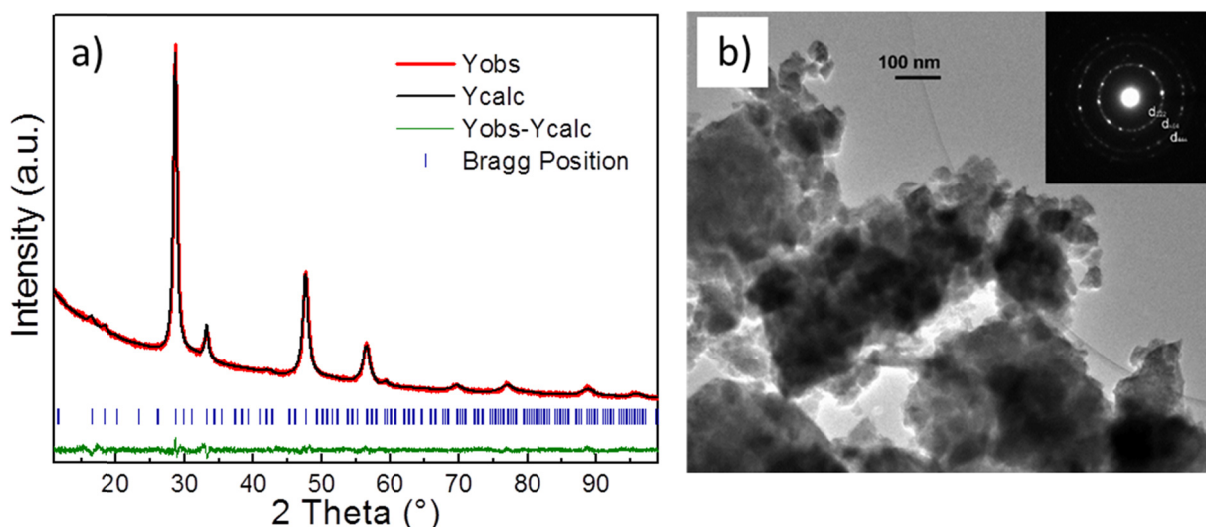 a)
Intensity (a.u.)
Yobs
Ycalc
Yobs-Ycalc
Bragg Position
20 30 40 50 60 70 80 90
2 Theta (°)
b)
100 nm